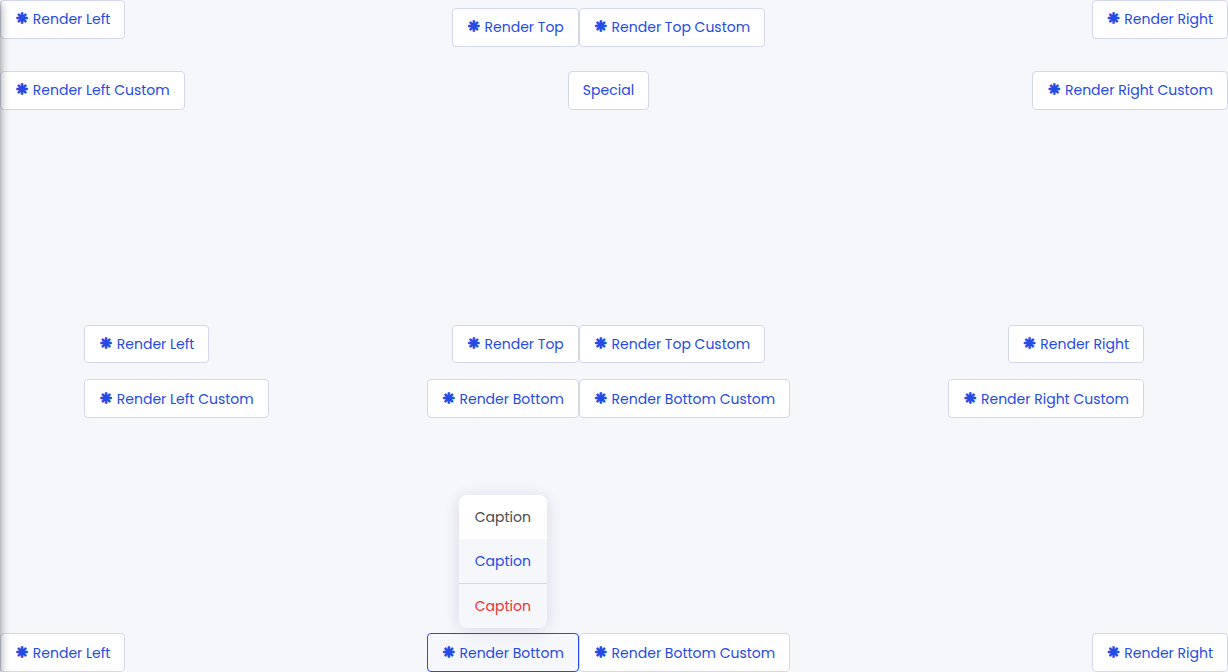 Render Left
Render Top
Render Top Custom
Render Right
Render Left Custom
Special
Render Right Custom
Render Left
Render Top
Render Top Custom
Render Right
Render Left Custom
Render Bottom
Render Bottom Custom
Render Right Custom
Caption
Caption
Caption
Render Left
Render Bottom
Render Bottom Custom
Render Right